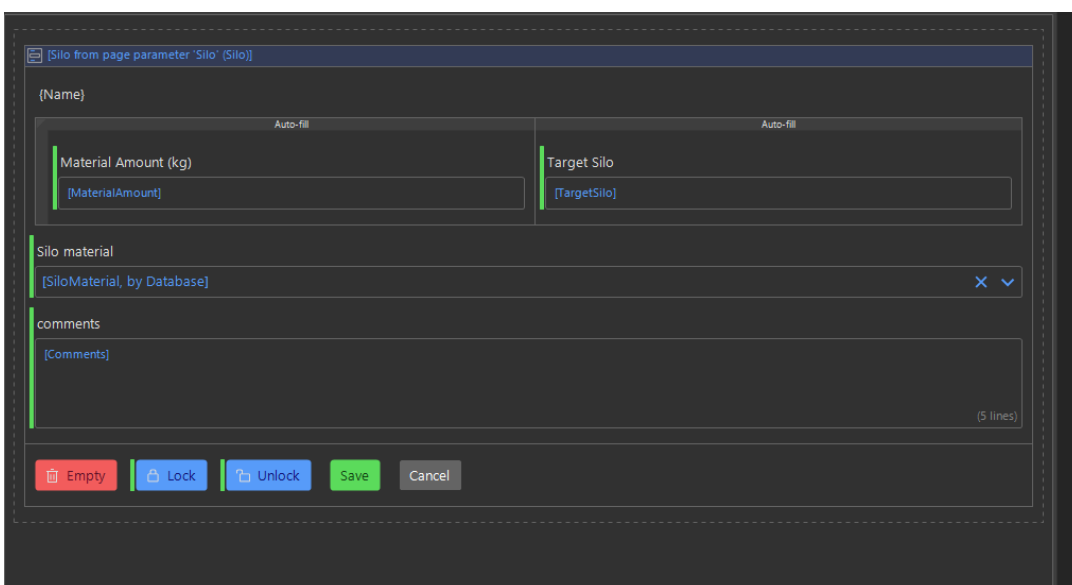 [Silo from page parameter 'Silo' (Silo)]
{Name}
Auto-fill
Auto-fill
Material Amount (kg)
Target Silo
[MaterialAmount]
[TargetSilo]
Silo material
[SiloMaterial, by Database]
comments
[Comments]
(5 lines)
Empty
Lock
Unlock
Save
Cancel